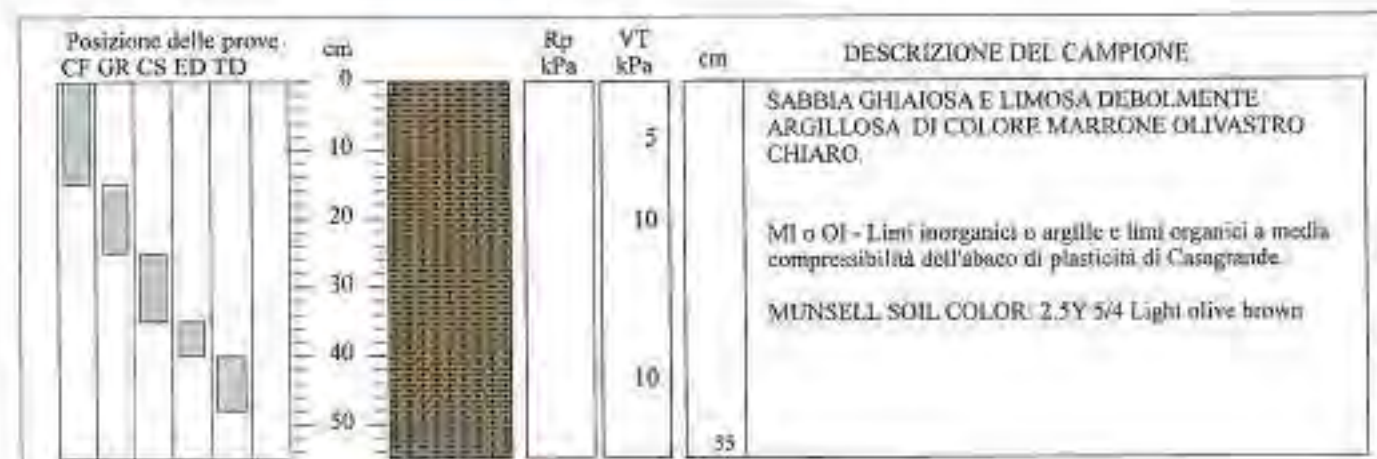 Posizione delle prove
CF GR CS ED TD
cm
Rp
kPa
VT
kPa
cm
DESCRIZIONE DEL CAMPIONE
0
10
20
30
40
50
5
10
10
55
SABBIA GHIAIOSA E LIMOSA DEBOLMENTE
ARGILLOSA DI COLORE MARRONE OLIVASTRO
CHIARO.
MI o OI - Limi inorganici o argille e limi organici a media
compressibilità dell'abaco di plasticità di Casagrande.
MUNSELL SOIL COLOR: 2.5Y 5/4 Light olive brown